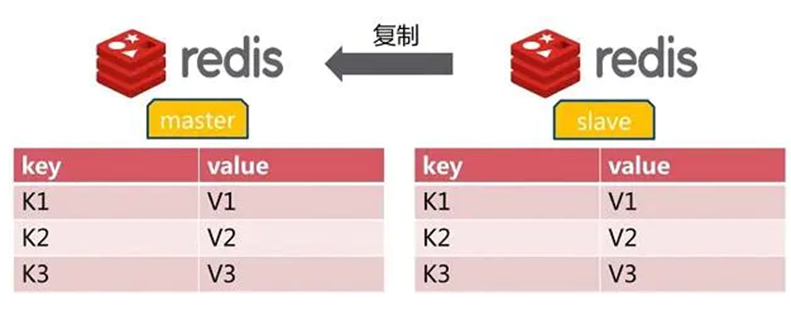 redis 复制 redis
master slave
key value key value
K1 V1 K1 V1
K2 V2 K2 V2
K3 V3 K3 V3